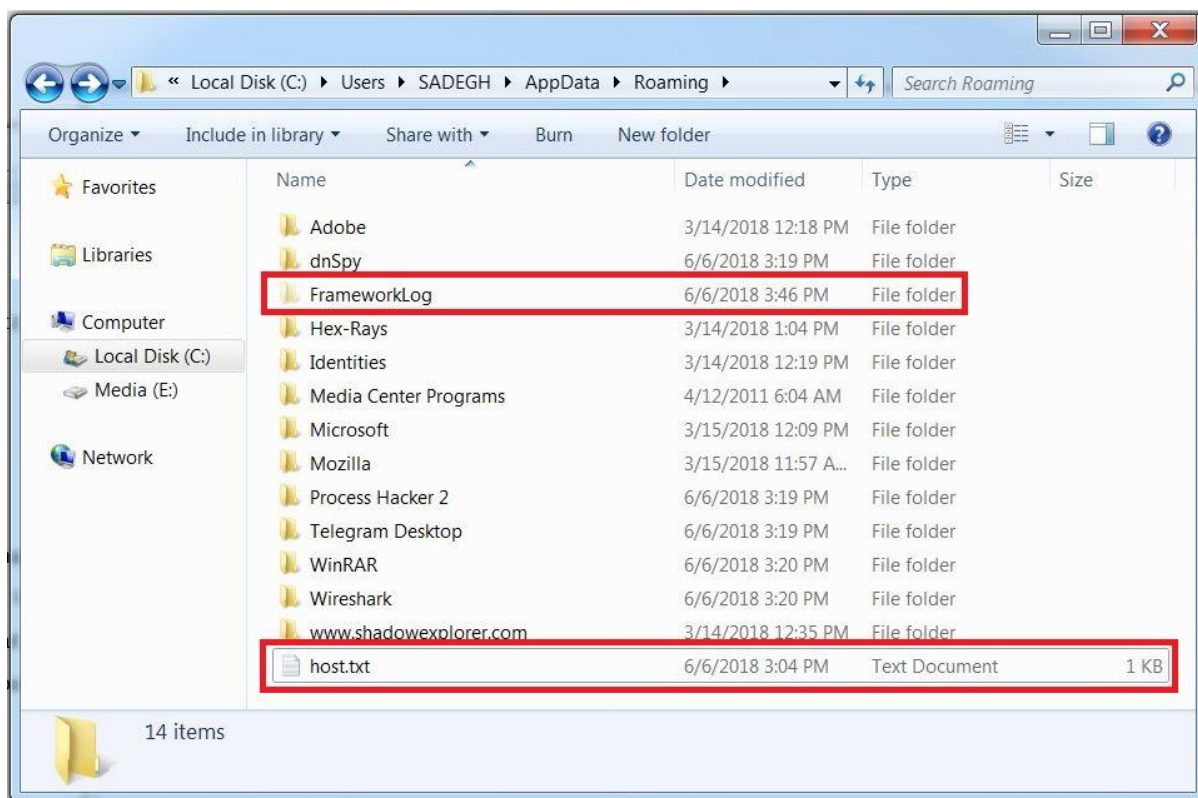 « Local Disk (C:) ▸ Users ▸ SADEGH ▸ AppData ▸ Roaming ▸ Search Roaming
Organize Include in library Share with Burn New folder
Name Date modified Type Size
Favorites
Libraries
Computer
Local Disk (C:)
Media (E:)
Network
Adobe 3/14/2018 12:18 PM File folder
dnSpy 6/6/2018 3:19 PM File folder
FrameworkLog 6/6/2018 3:46 PM File folder
Hex-Rays 3/14/2018 1:04 PM File folder
Identities 3/14/2018 12:19 PM File folder
Media Center Programs 4/12/2011 6:04 AM File folder
Microsoft 3/15/2018 12:09 PM File folder
Mozilla 3/15/2018 11:57 A... File folder
Process Hacker 2 6/6/2018 3:19 PM File folder
Telegram Desktop 6/6/2018 3:19 PM File folder
WinRAR 6/6/2018 3:20 PM File folder
Wireshark 6/6/2018 3:20 PM File folder
www.shadowexplorer.com 3/14/2018 12:35 PM File folder
host.txt 6/6/2018 3:04 PM Text Document 1 KB
14 items